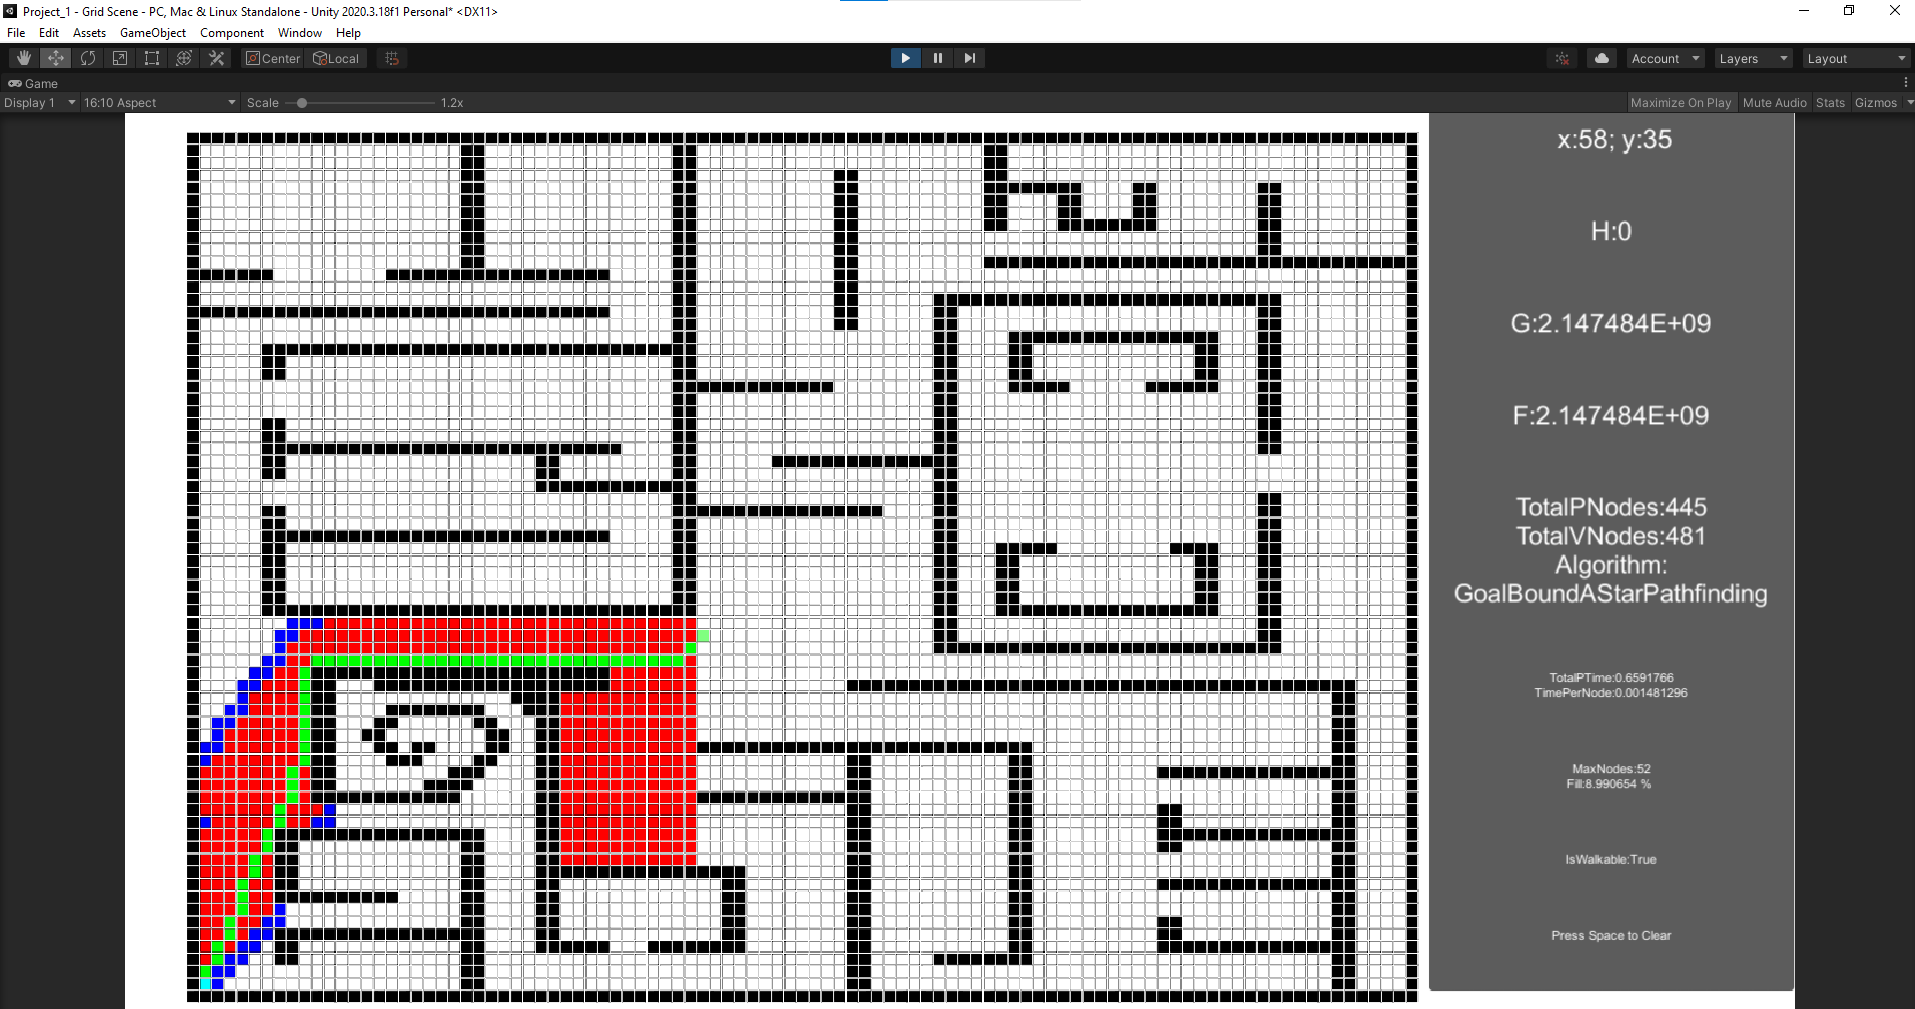 Project_1 - Grid Scene - PC, Mac & Linux Standalone - Unity 2020.3.18f1 Personal* <DX11>
File Edit Assets GameObject Component Window Help
Center Local Account Layers Layout
Game
Display 1 16:10 Aspect Scale 1.2x Maximize On Play Mute Audio Stats Gizmos
x:58; y:35
H:0
G:2.147484E+09
F:2.147484E+09
TotalPNodes:445
TotalVNodes:481
Algorithm:
GoalBoundAStarPathfinding
TotalPTime:0.6591766
TimePerNode:0.001481296
MaxNodes:52
Fill:8.990654 %
IsWalkable:True
Press Space to Clear